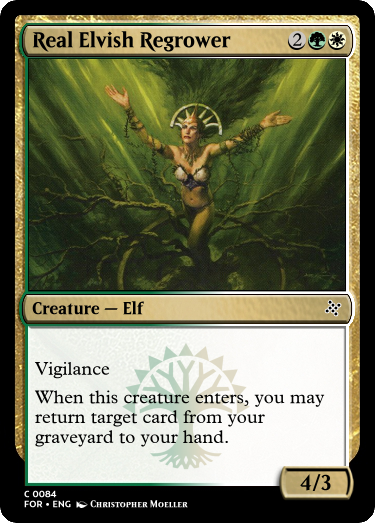 Real Elvish Regrower 2
Creature — Elf
Vigilance
When this creature enters, you may
return target card from your
graveyard to your hand.
4/3
C 0084
FOR • ENG Christopher Moeller